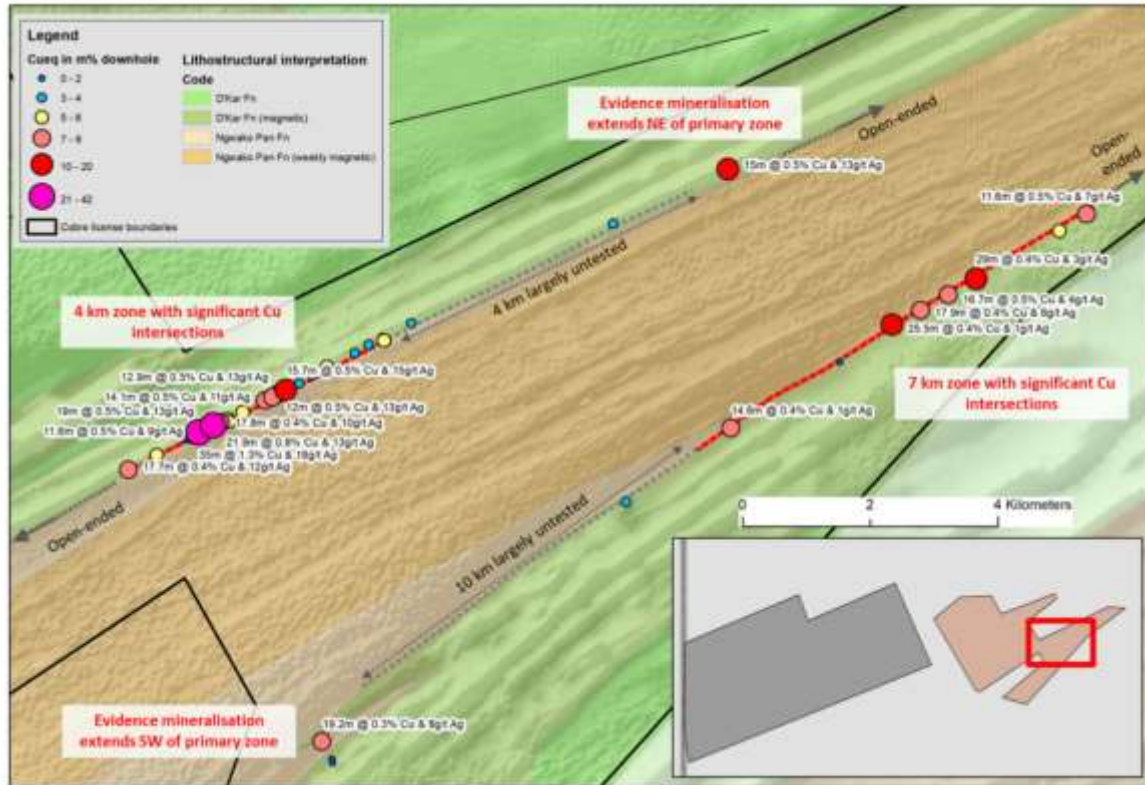 Legend
Cueq in m% downhole
0 - 2
3 - 4
5 - 6
7 - 9
10 - 20
21 - 40
Cobre license boundaries
Lithostructural interpretation
Code
D'Kar Fn
D'Kar Fn (magnetic)
Ngwako Pan Fn
Ngwako Pan Fn (weakly magnetic)
Evidence mineralisation
extends NE of primary zone
Open-ended
Open-
ended
15m @ 0.5% Cu & 13g/t Ag
11.6m @ 0.5% Cu & 7g/t Ag
4 km largely untested
29m @ 0.4% Cu & 3g/t Ag
16.7m @ 0.5% Cu & 4g/t Ag
17.9m @ 0.4% Cu & 8g/t Ag
25.5m @ 0.4% Cu & 1g/t Ag
4 km zone with significant Cu
intersections
7 km zone with significant Cu
intersections
12.9m @ 0.5% Cu & 13g/t Ag
15.7m @ 0.5% Cu & 15g/t Ag
14.1m @ 0.5% Cu & 11g/t Ag
12m @ 0.5% Cu & 13g/t Ag
19m @ 0.5% Cu & 13g/t Ag
17.8m @ 0.4% Cu & 10g/t Ag
11.6m @ 0.5% Cu & 9g/t Ag
21.9m @ 0.8% Cu & 13g/t Ag
35m @ 1.3% Cu & 18g/t Ag
17.7m @ 0.4% Cu & 12g/t Ag
14.6m @ 0.4% Cu & 1g/t Ag
Open-ended
10 km largely untested
0 2 4 Kilometers
Evidence mineralisation
extends SW of primary zone
19.2m @ 0.3% Cu & 8g/t Ag